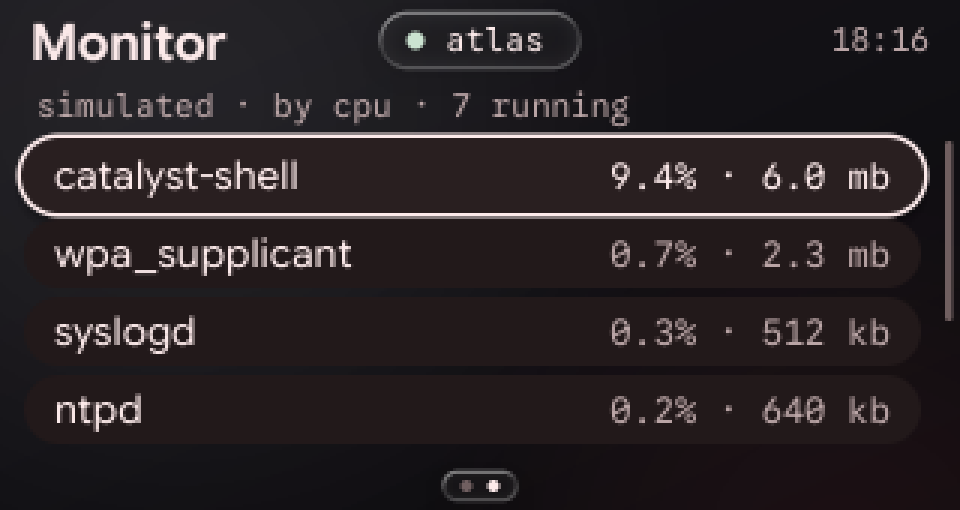 Monitor
atlas
18:16
simulated · by cpu · 7 running
catalyst-shell 9.4% · 6.0 mb
wpa_supplicant 0.7% · 2.3 mb
syslogd 0.3% · 512 kb
ntpd 0.2% · 640 kb